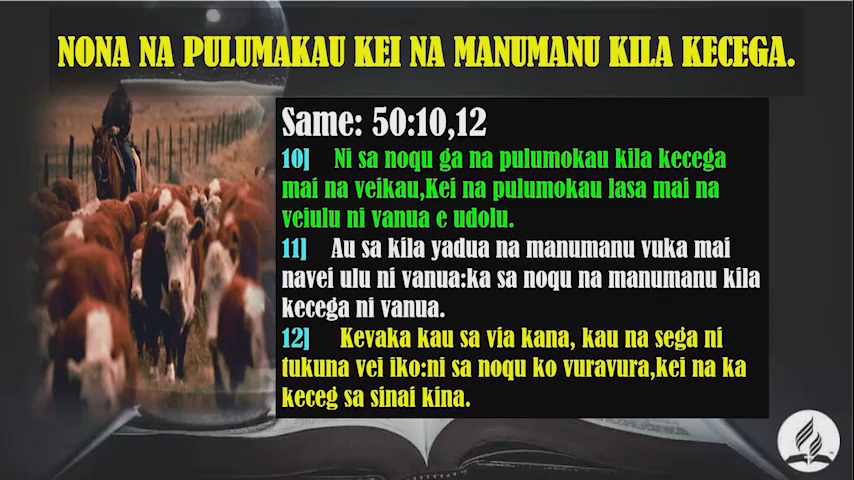 NONA NA PULUMAKAU KEI NA MANUMANU KILA KECEGA.
Same: 50:10,12
10] Ni sa noqu ga na pulumokau kila kecega
mai na veikau,Kei na pulumokau lasa mai na
veiulu ni vanua e udolu.
11] Au sa kila yadua na manumanu vuka mai
navei ulu ni vanua:ka sa noqu na manumanu kila
kecega ni vanua.
12] Kevaka kau sa via kana, kau na sega ni
tukuna vei iko:ni sa noqu ko vuravura,kei na ka
keceg sa sinai kina.